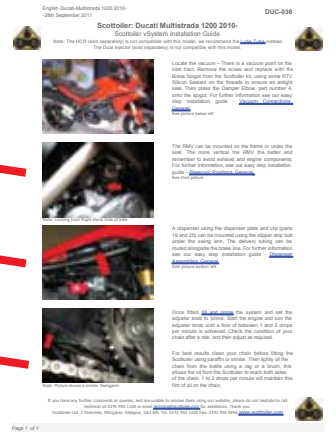 English-Ducati-Multistrada 1200 2010-
-28th September 2011
DUC-036
Scottoiler: Ducati Multistrada 1200 2010-
Scottoiler vSystem Installation Guide
Note: The HCR (sold separately) is not compatible with this model, we recommend the Lube Tube instead
The Dual Injector (sold separately) is not compatible with this model.
Locate the vacuum – There is a vacuum point on the
inlet tract. Remove the screw and replace with the
Brass Spigot from the Scottoiler kit, using some RTV
Silicon Sealant on the threads to ensure an airtight
seal. Then press the Damper Elbow, part number 4,
onto the spigot. For further information see our easy
step installation guide - Vacuum Connections,
General
See picture below left
The RMV can be mounted on the frame or under the
seat. The more vertical the RMV the better and
remember to avoid exhaust and engine components.
For further information, see our easy step installation
guide – Reservoir Positions, General
See third picture
Note: Looking from Right Hand Side of bike
A dispenser using the dispenser plate and clip (parts
19 and 20) can be mounted using the slipper strip bolt
under the swing arm. The delivery tubing can be
routed alongside the brake line. For further information
see our easy step installation guide - Dispenser
Assemblies, General
See picture bottom left
Once fitted, fill and prime the system and set the
adjuster knob to 'prime'. Start the engine and turn the
adjuster knob until a flow of between 1 and 2 drops
per minute is achieved. Check the condition of your
chain after a ride, and then adjust as required.
For best results clean your chain before fitting the
Scottoiler using paraffin or similar. Then lightly oil the
chain from the bottle using a rag or a brush, this
allows the oil from the Scottoiler to reach both sides
of the chain. 1 to 2 drops per minute will maintain this
film of oil on the chain.
Note: Picture shows a similar Swingarm
If you have any further comments or queries, and are unable to resolve them using our website, please do not hesitate to call
technical on 0141 955 1100 or email for assistance. Thank you.
Scottoiler Ltd. 2 Riverside, Milngavie, Glasgow, G62 6PL Tel: 0141 955 1100 Fax: www.scottoiler.com
Page 1 of 1